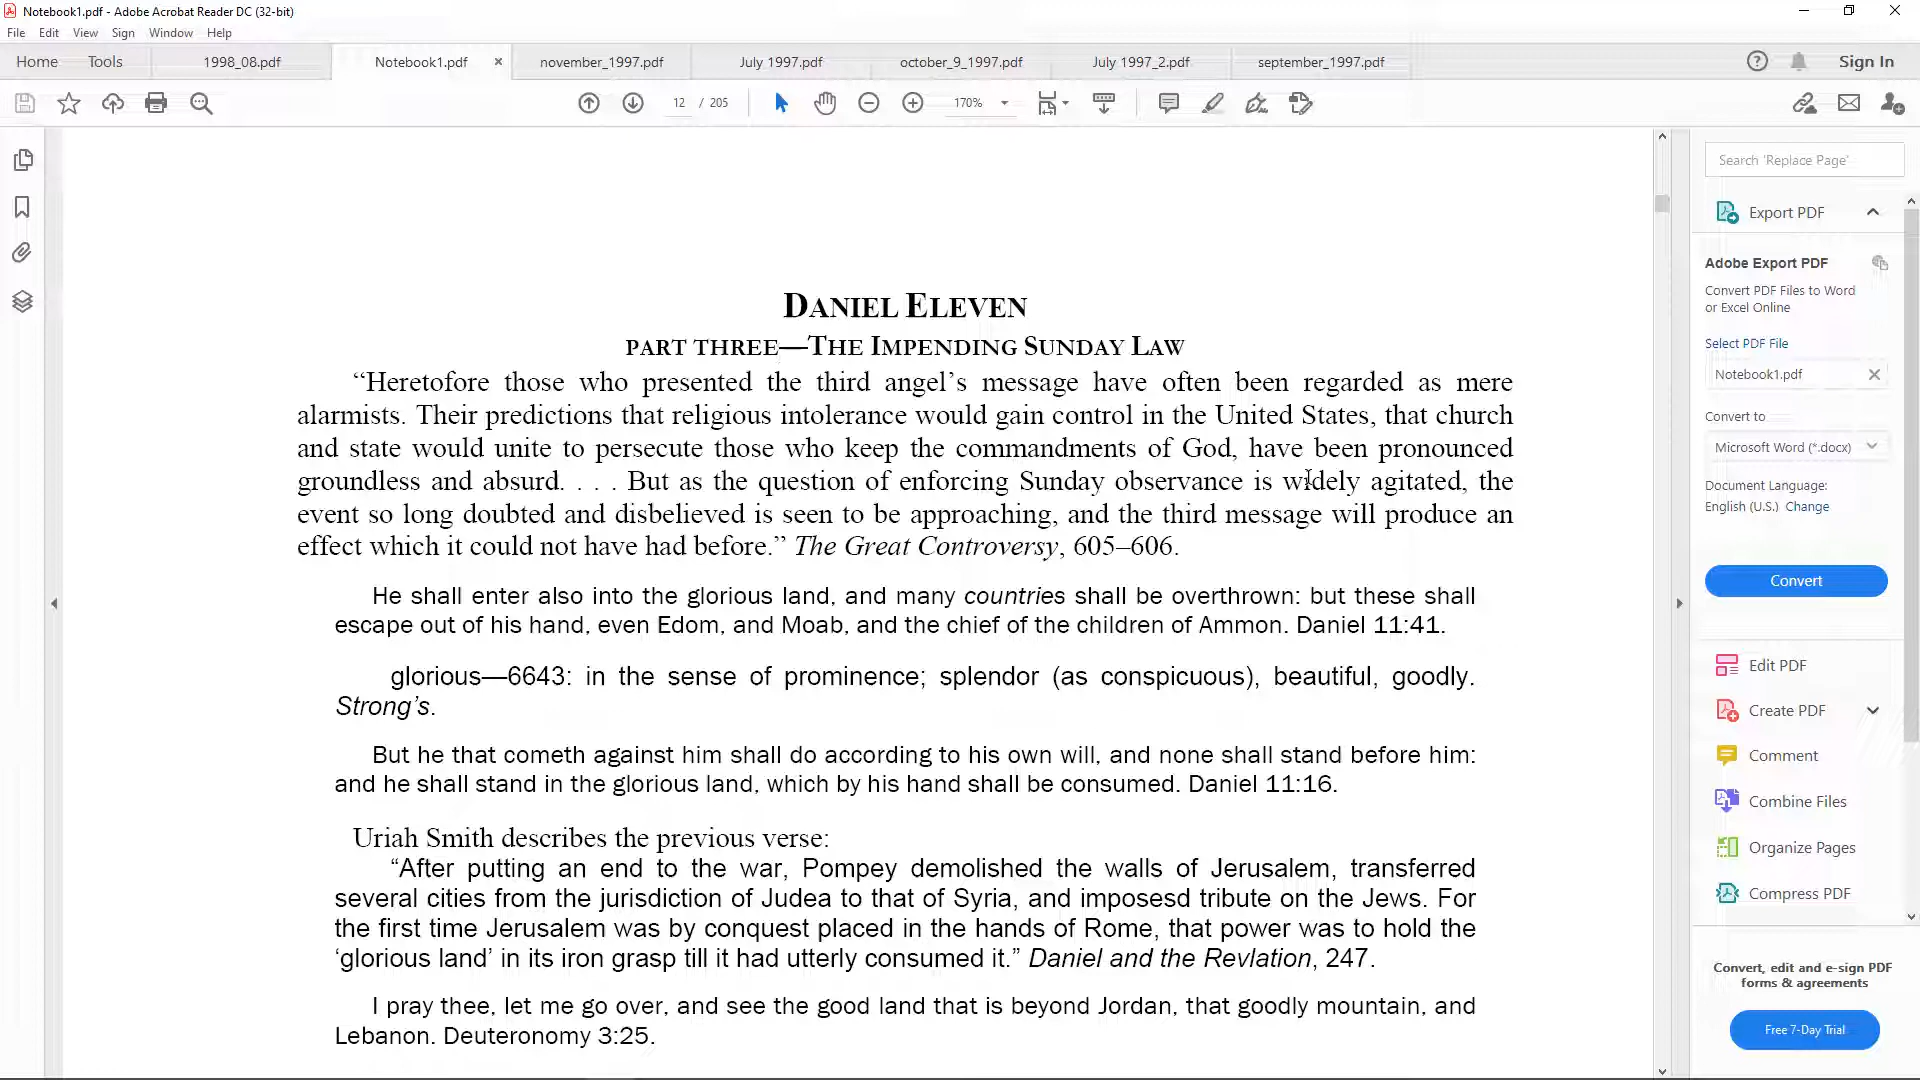 Notebook1.pdf - Adobe Acrobat Reader DC (32-bit)
File Edit View Sign Window Help
Home Tools 1998_08.pdf Notebook1.pdf november_1997.pdf July 1997.pdf october_9_1997.pdf July 1997_2.pdf september_1997.pdf Sign In
12 / 205 170%
DANIEL ELEVEN
PART THREE—THE IMPENDING SUNDAY LAW
“Heretofore those who presented the third angel’s message have often been regarded as mere
alarmists. Their predictions that religious intolerance would gain control in the United States, that church
and state would unite to persecute those who keep the commandments of God, have been pronounced
groundless and absurd. . . . But as the question of enforcing Sunday observance is widely agitated, the
event so long doubted and disbelieved is seen to be approaching, and the third message will produce an
effect which it could not have had before.” The Great Controversy, 605–606.
He shall enter also into the glorious land, and many countries shall be overthrown: but these shall
escape out of his hand, even Edom, and Moab, and the chief of the children of Ammon. Daniel 11:41.
glorious—6643: in the sense of prominence; splendor (as conspicuous), beautiful, goodly.
Strong’s.
But he that cometh against him shall do according to his own will, and none shall stand before him:
and he shall stand in the glorious land, which by his hand shall be consumed. Daniel 11:16.
Uriah Smith describes the previous verse:
“After putting an end to the war, Pompey demolished the walls of Jerusalem, transferred
several cities from the jurisdiction of Judea to that of Syria, and imposesd tribute on the Jews. For
the first time Jerusalem was by conquest placed in the hands of Rome, that power was to hold the
‘glorious land’ in its iron grasp till it had utterly consumed it.” Daniel and the Revlation, 247.
I pray thee, let me go over, and see the good land that is beyond Jordan, that goodly mountain, and
Lebanon. Deuteronomy 3:25.
Search 'Replace Page'
Export PDF
Adobe Export PDF
Convert PDF Files to Word
or Excel Online
Select PDF File
Notebook1.pdf
Convert to
Microsoft Word (*.docx)
Document Language:
English (U.S.) Change
Convert
Edit PDF
Create PDF
Comment
Combine Files
Organize Pages
Compress PDF
Convert, edit and e-sign PDF
forms & agreements
Free 7-Day Trial